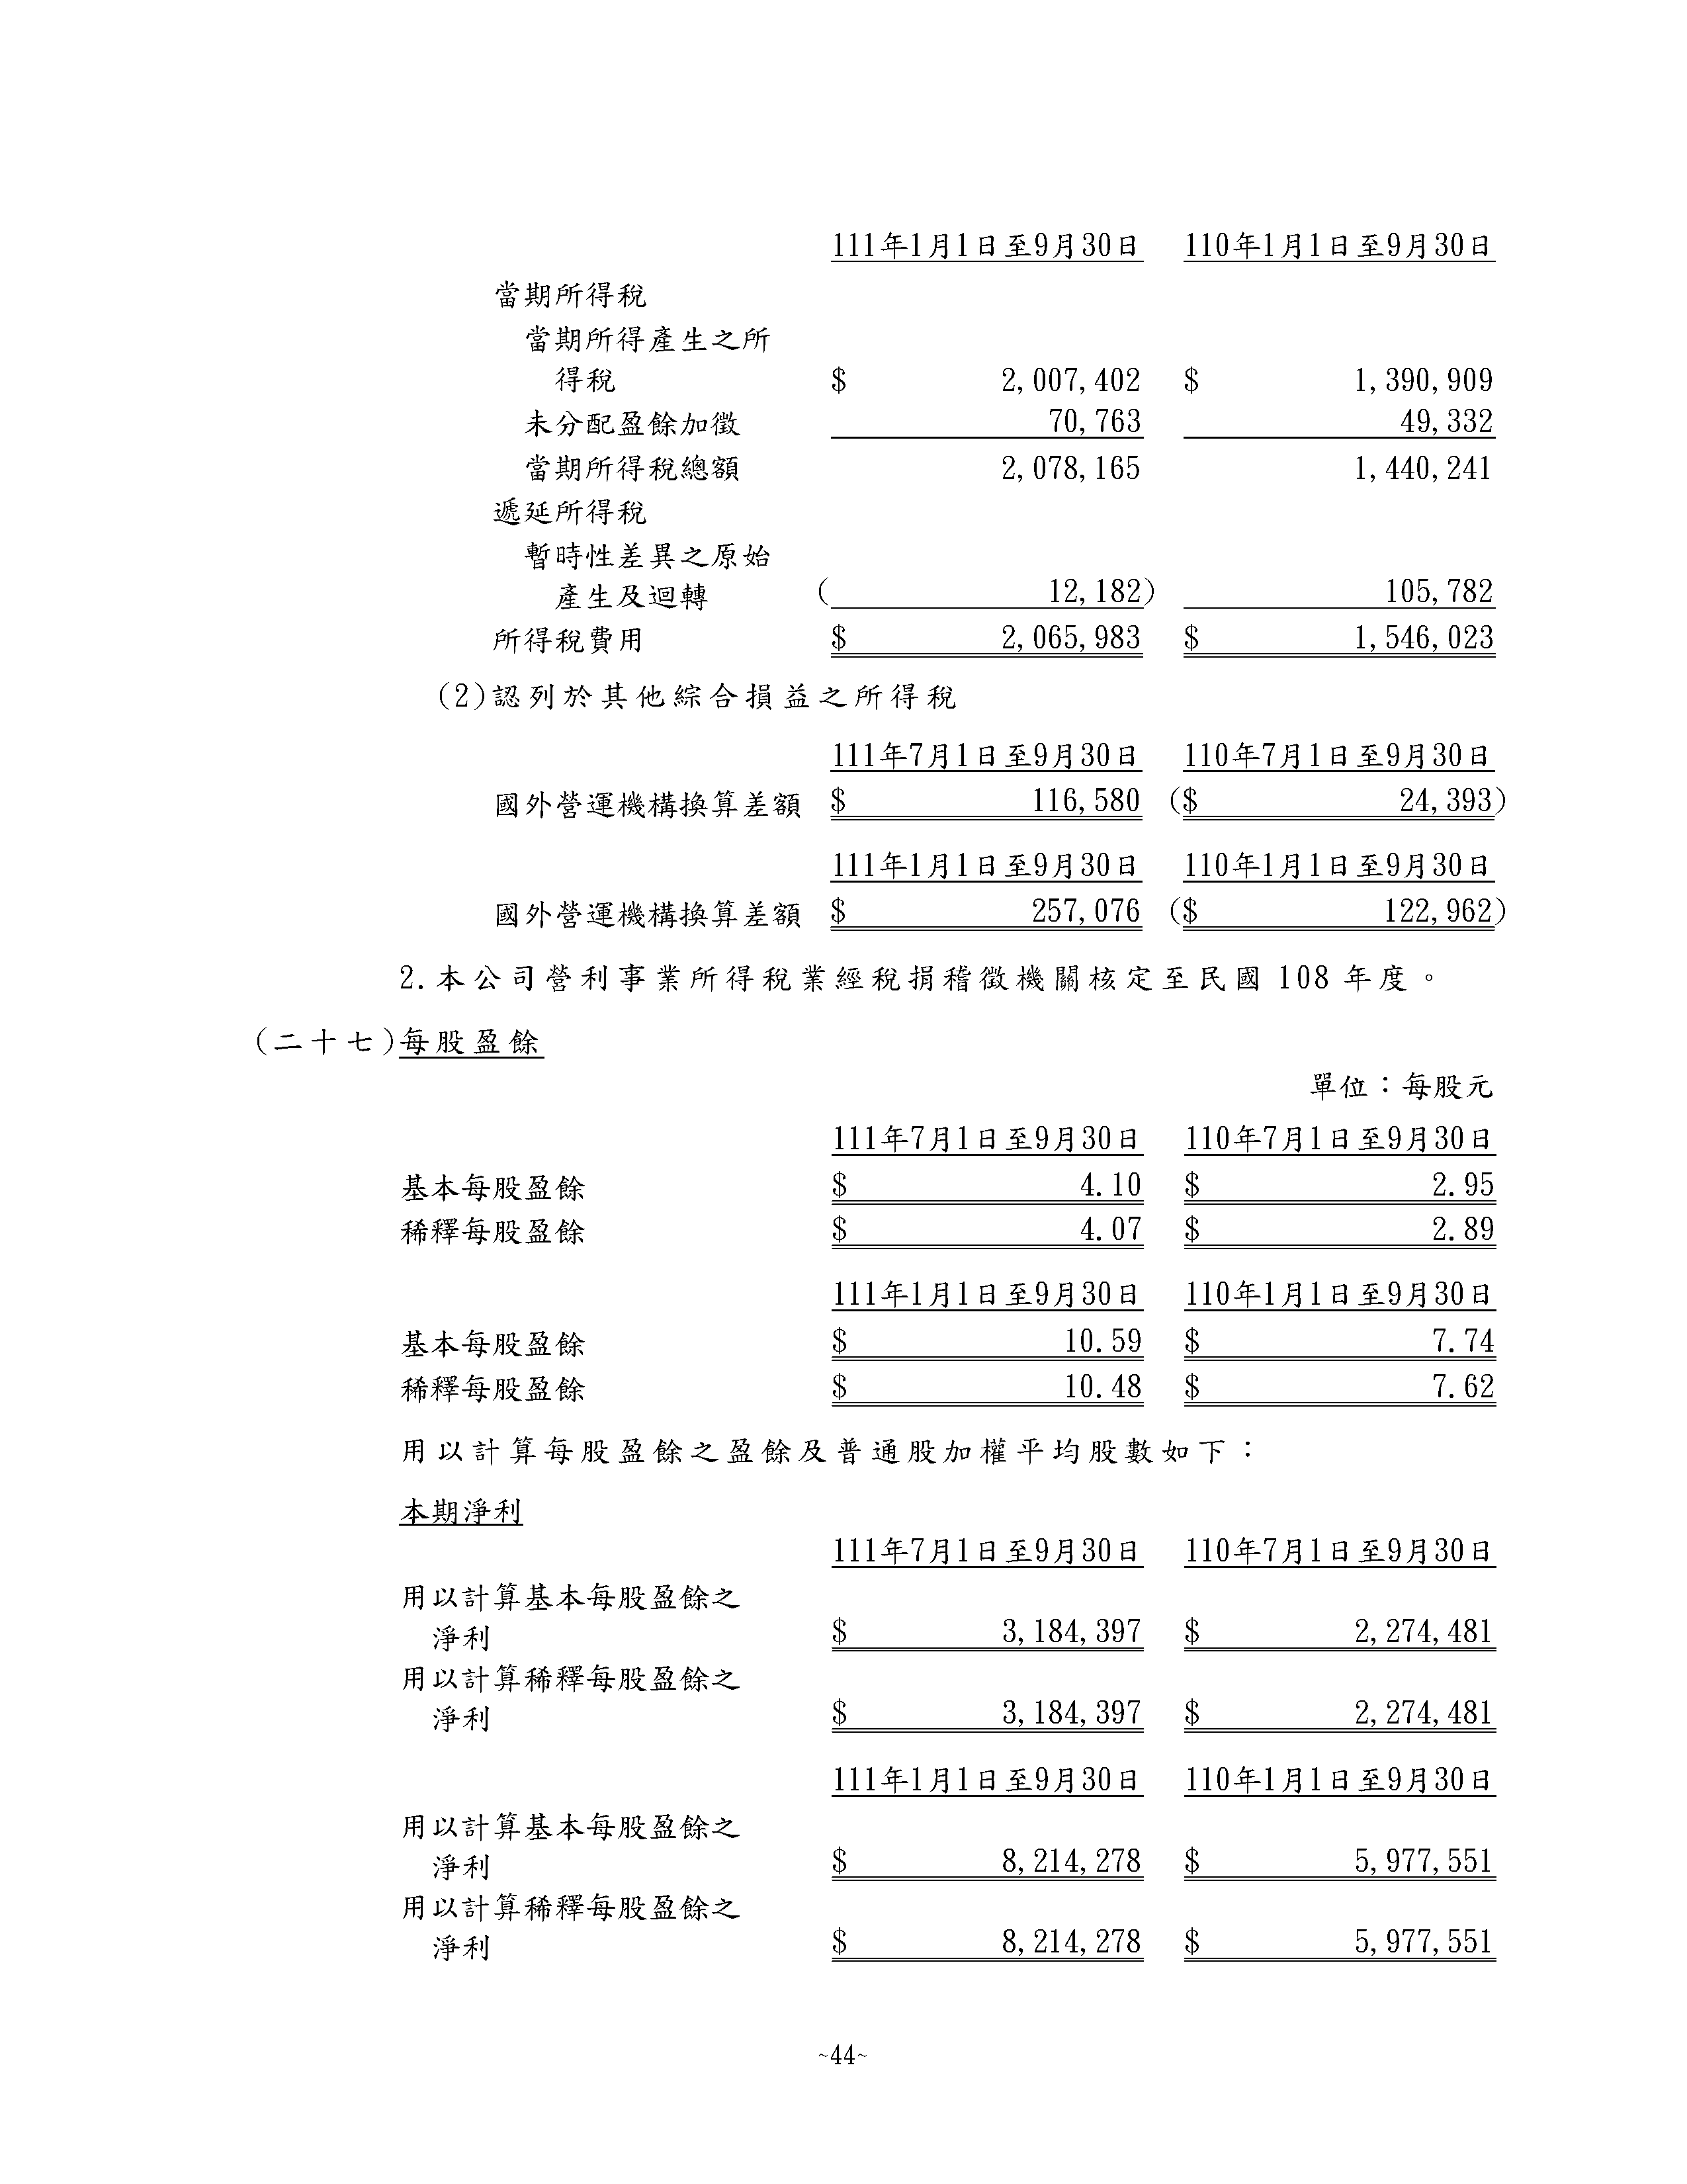 111年1月1日至9月30日 110年1月1日至9月30日
當期所得稅
當期所得產生之所
得稅 $ 2,007,402 $ 1,390,909
未分配盈餘加徵 70,763 49,332
當期所得稅總額 2,078,165 1,440,241
遞延所得稅
暫時性差異之原始
產生及迴轉 ( 12,182) 105,782
所得稅費用 $ 2,065,983 $ 1,546,023
(2)認列於其他綜合損益之所得稅
111年7月1日至9月30日 110年7月1日至9月30日
國外營運機構換算差額 $ 116,580 ($ 24,393)
111年1月1日至9月30日 110年1月1日至9月30日
國外營運機構換算差額 $ 257,076 ($ 122,962)
2.本公司營利事業所得稅業經稅捐稽徵機關核定至民國 108 年度。
(二十七)每股盈餘
單位：每股元
111年7月1日至9月30日 110年7月1日至9月30日
基本每股盈餘 $ 4.10 $ 2.95
稀釋每股盈餘 $ 4.07 $ 2.89
111年1月1日至9月30日 110年1月1日至9月30日
基本每股盈餘 $ 10.59 $ 7.74
稀釋每股盈餘 $ 10.48 $ 7.62
用以計算每股盈餘之盈餘及普通股加權平均股數如下：
本期淨利
111年7月1日至9月30日 110年7月1日至9月30日
用以計算基本每股盈餘之
淨利 $ 3,184,397 $ 2,274,481
用以計算稀釋每股盈餘之
淨利 $ 3,184,397 $ 2,274,481
111年1月1日至9月30日 110年1月1日至9月30日
用以計算基本每股盈餘之
淨利 $ 8,214,278 $ 5,977,551
用以計算稀釋每股盈餘之
淨利 $ 8,214,278 $ 5,977,551
~44~